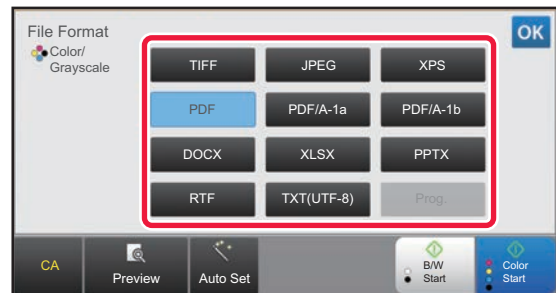 File Format
OK
Color/
Grayscale
TIFF
JPEG
XPS
PDF
PDF/A-1a
PDF/A-1b
DOCX
XLSX
PPTX
RTF
TXT(UTF-8)
Prog.
CA
Preview
Auto Set
B/W
Start
Color
Start